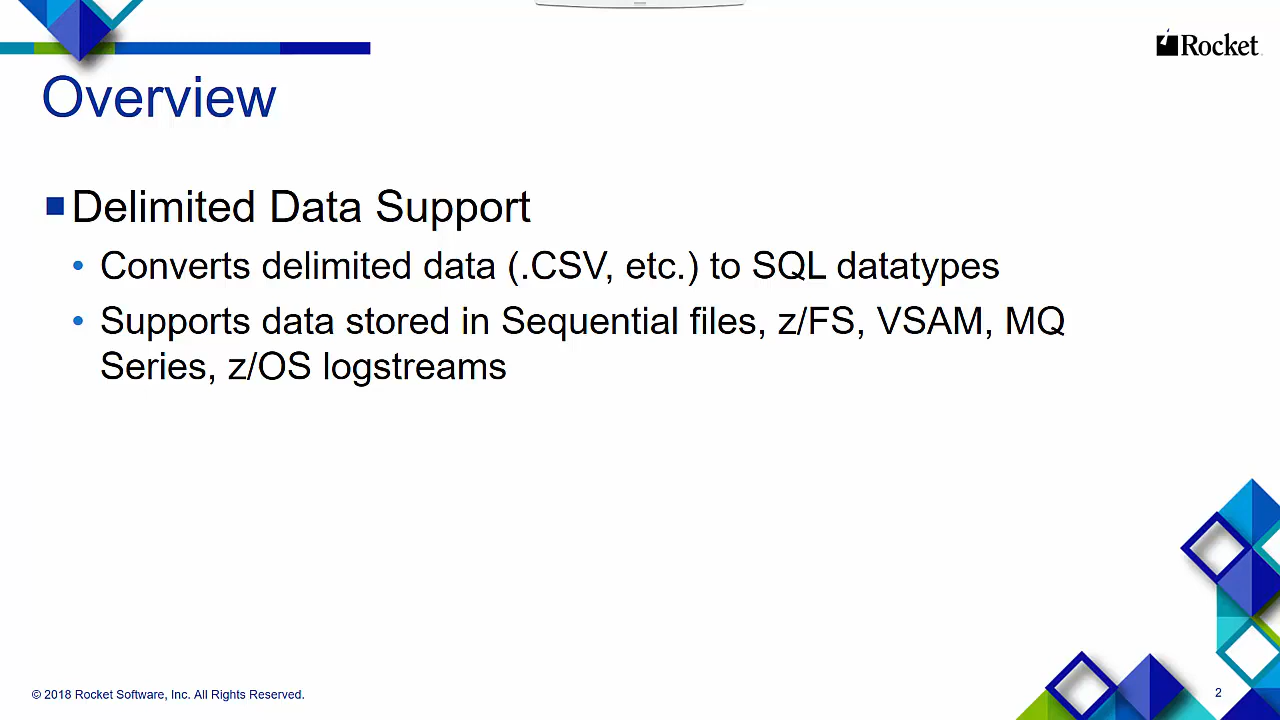 Rocket
Overview
Delimited Data Support
• Converts delimited data (.CSV, etc.) to SQL datatypes
• Supports data stored in Sequential files, z/FS, VSAM, MQ
Series, z/OS logstreams
© 2018 Rocket Software, Inc. All Rights Reserved.
2